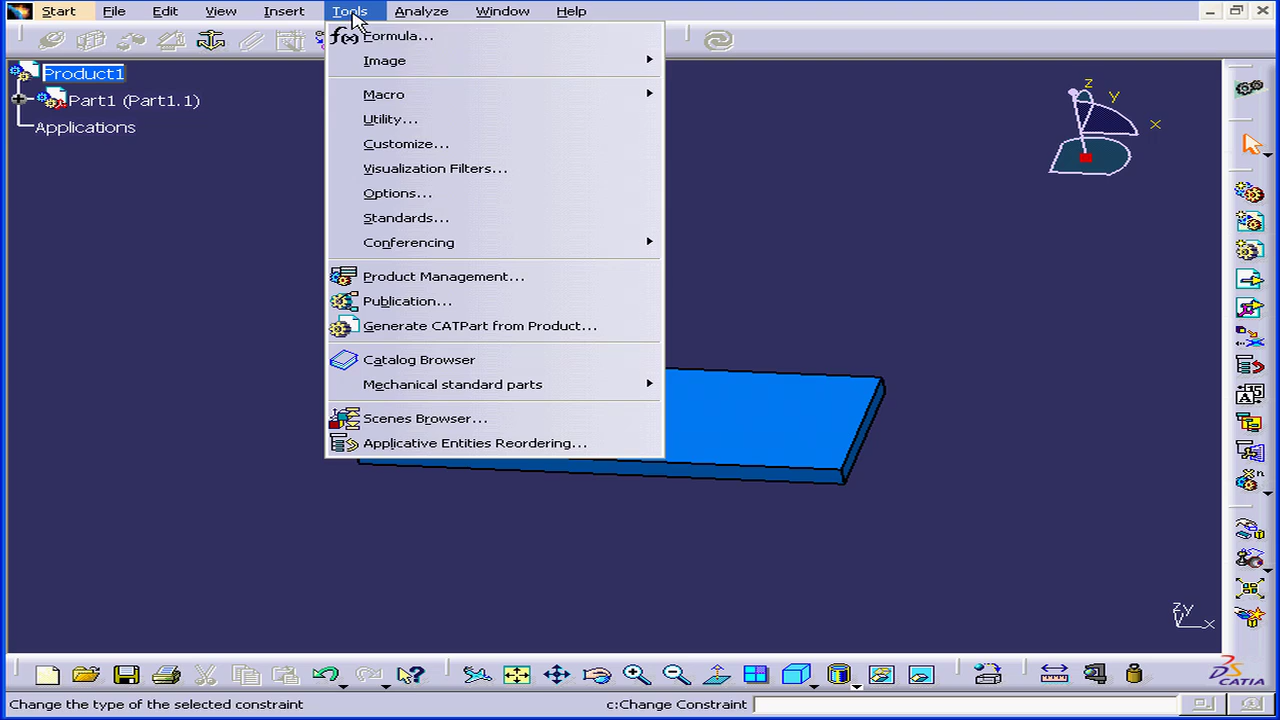 Start File Edit View Insert Tools Analyze Window Help
Formula...
Image
Macro
Utility...
Customize...
Visualization Filters...
Options...
Standards...
Conferencing
Product Management...
Publication...
Generate CATPart from Product...
Catalog Browser
Mechanical standard parts
Scenes Browser...
Applicative Entities Reordering...
Product1
Part1 (Part1.1)
Applications
z
y
x
zy
x
CATIA
Change the type of the selected constraint
c:Change Constraint